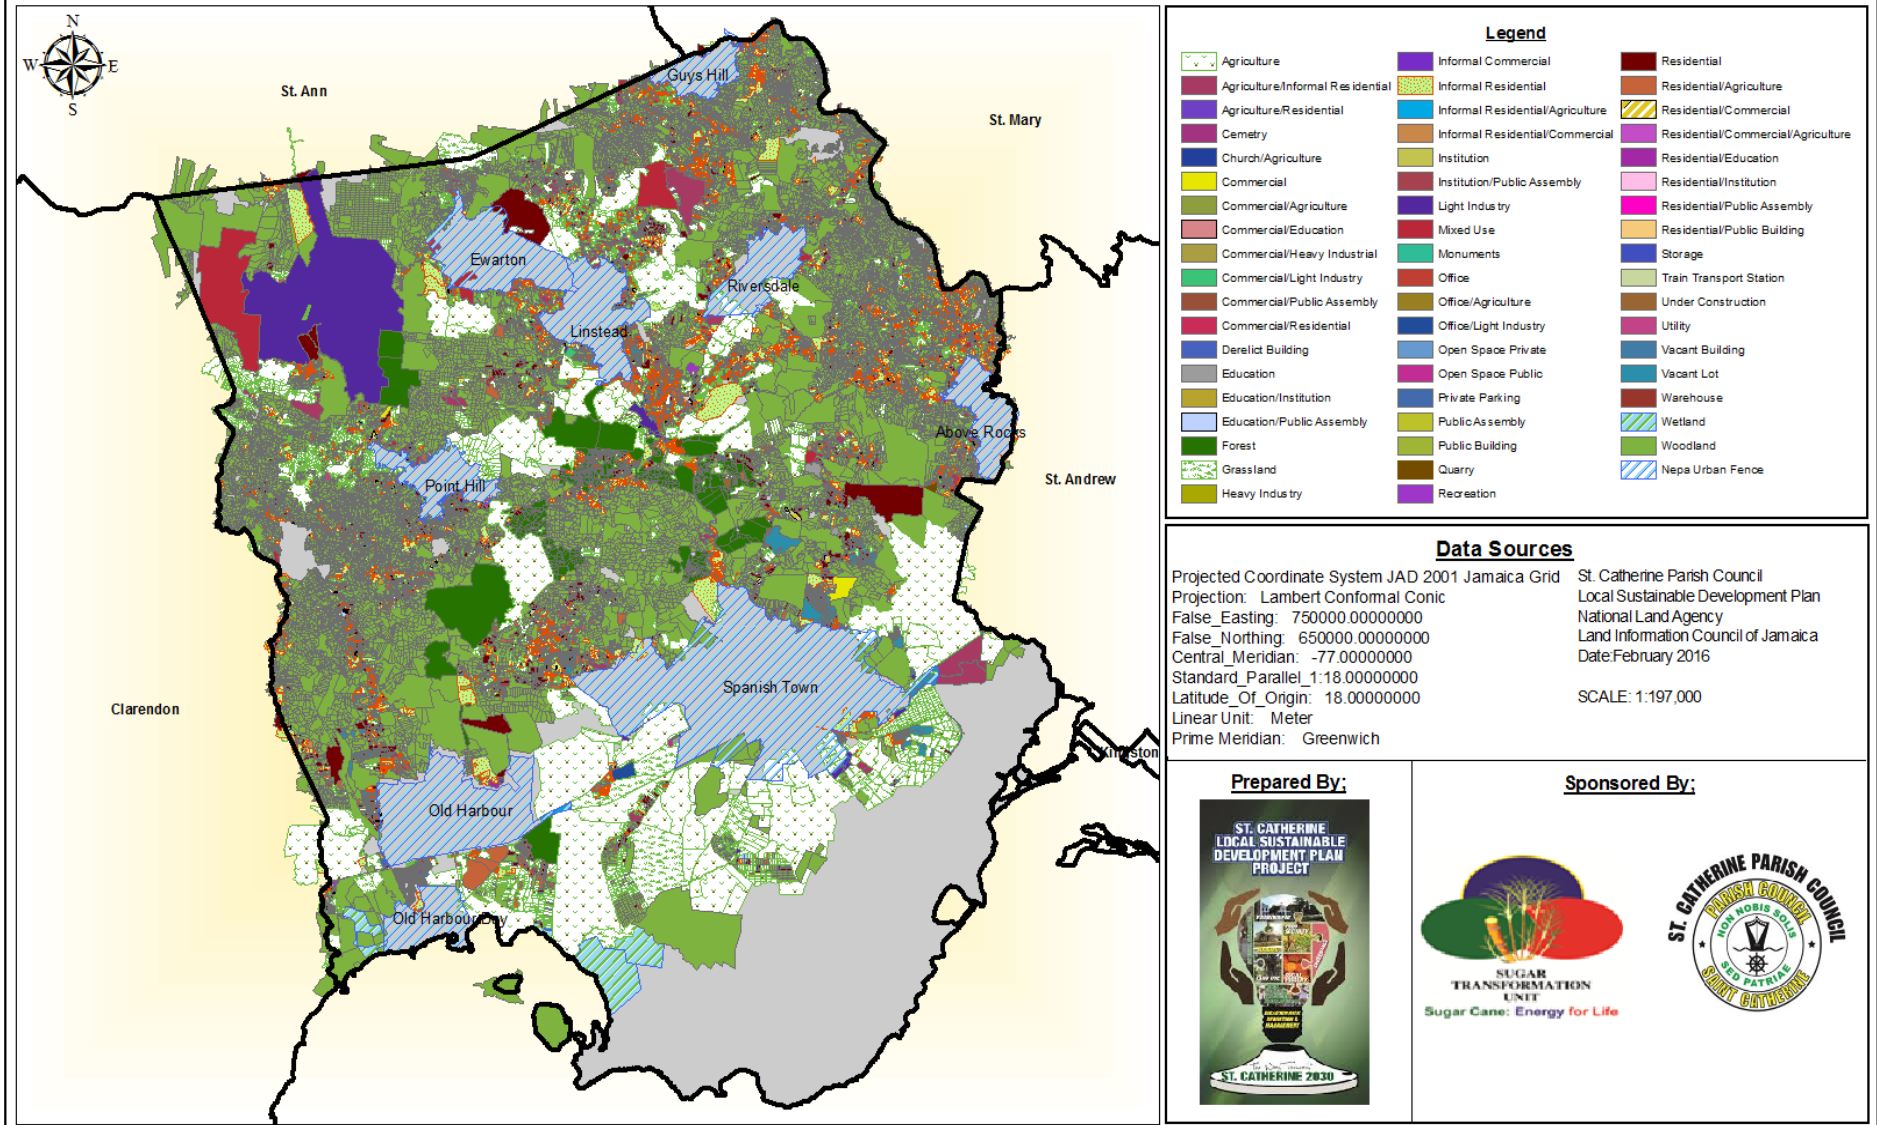 N
W
E
S
St. Ann
St. Mary
St. Andrew
Kingston
Clarendon
Guys Hill
Ewarton
Riversdale
Linstead
Above Rocks
Point Hill
Spanish Town
Old Harbour
Old Harbour Bay
Legend
Agriculture
Agriculture/Informal Residential
Agriculture/Residential
Cemetry
Church/Agriculture
Commercial
Commercial/Agriculture
Commercial/Education
Commercial/Heavy Industrial
Commercial/Light Industry
Commercial/Public Assembly
Commercial/Residential
Derelict Building
Education
Education/Institution
Education/Public Assembly
Forest
Grassland
Heavy Industry
Informal Commercial
Informal Residential
Informal Residential/Agriculture
Informal Residential/Commercial
Institution
Institution/Public Assembly
Light Industry
Mixed Use
Monuments
Office
Office/Agriculture
Office/Light Industry
Open Space Private
Open Space Public
Private Parking
Public Assembly
Public Building
Quarry
Recreation
Residential
Residential/Agriculture
Residential/Commercial
Residential/Commercial/Agriculture
Residential/Education
Residential/Institution
Residential/Public Assembly
Residential/Public Building
Storage
Train Transport Station
Under Construction
Utility
Vacant Building
Vacant Lot
Warehouse
Wetland
Woodland
Nepa Urban Fence
Data Sources
Projected Coordinate System JAD 2001 Jamaica Grid
Projection: Lambert Conformal Conic
False_Easting: 750000.00000000
False_Northing: 650000.00000000
Central_Meridian: -77.00000000
Standard_Parallel_1:18.00000000
Latitude_Of_Origin: 18.00000000
Linear Unit: Meter
Prime Meridian: Greenwich
St. Catherine Parish Council
Local Sustainable Development Plan
National Land Agency
Land Information Council of Jamaica
Date:February 2016
SCALE: 1:197,000
Prepared By;
ST. CATHERINE
LOCAL SUSTAINABLE
DEVELOPMENT PLAN
PROJECT
ST. CATHERINE 2030
Sponsored By;
SUGAR
TRANSFORMATION
UNIT
Sugar Cane: Energy for Life
ST. CATHERINE PARISH COUNCIL
PARISH COUNCIL
NON NOBIS SOLIS
SED PATRIAE
SAINT CATHERINE